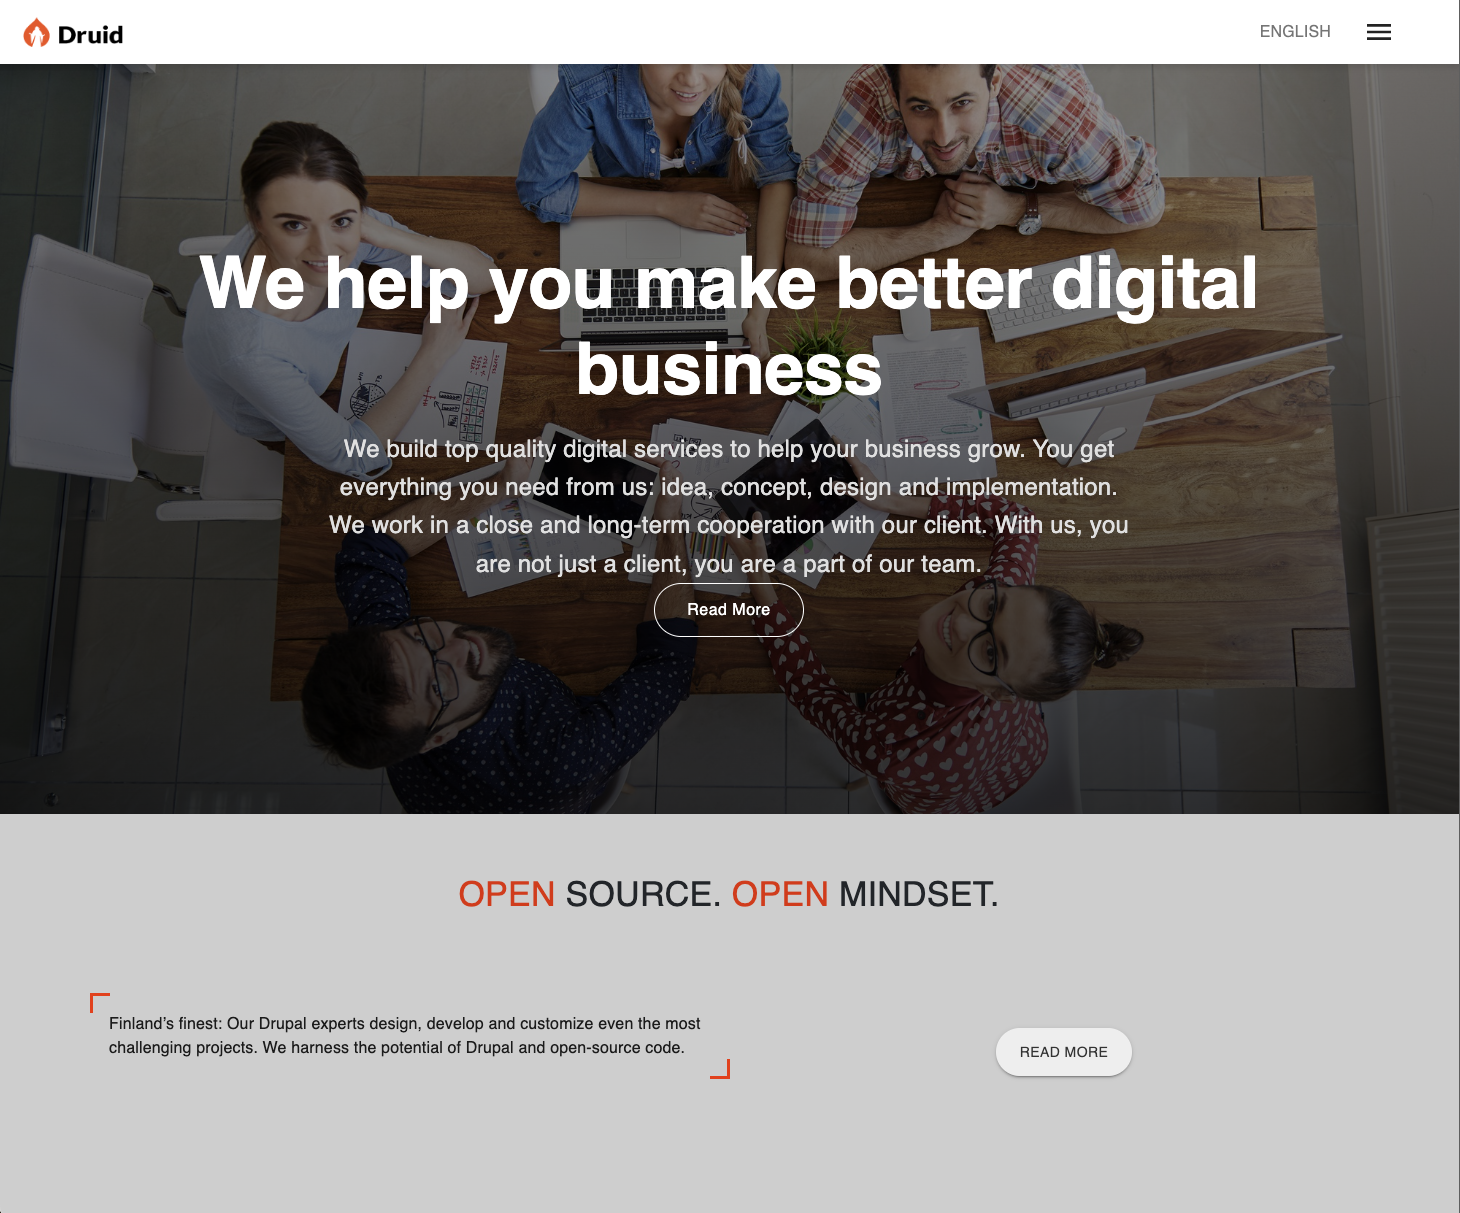 Druid
ENGLISH
We help you make better digital
business
We build top quality digital services to help your business grow. You get
everything you need from us: idea, concept, design and implementation.
We work in a close and long-term cooperation with our client. With us, you
are not just a client, you are a part of our team.
Read More
OPEN SOURCE. OPEN MINDSET.
Finland’s finest: Our Drupal experts design, develop and customize even the most
challenging projects. We harness the potential of Drupal and open-source code.
READ MORE